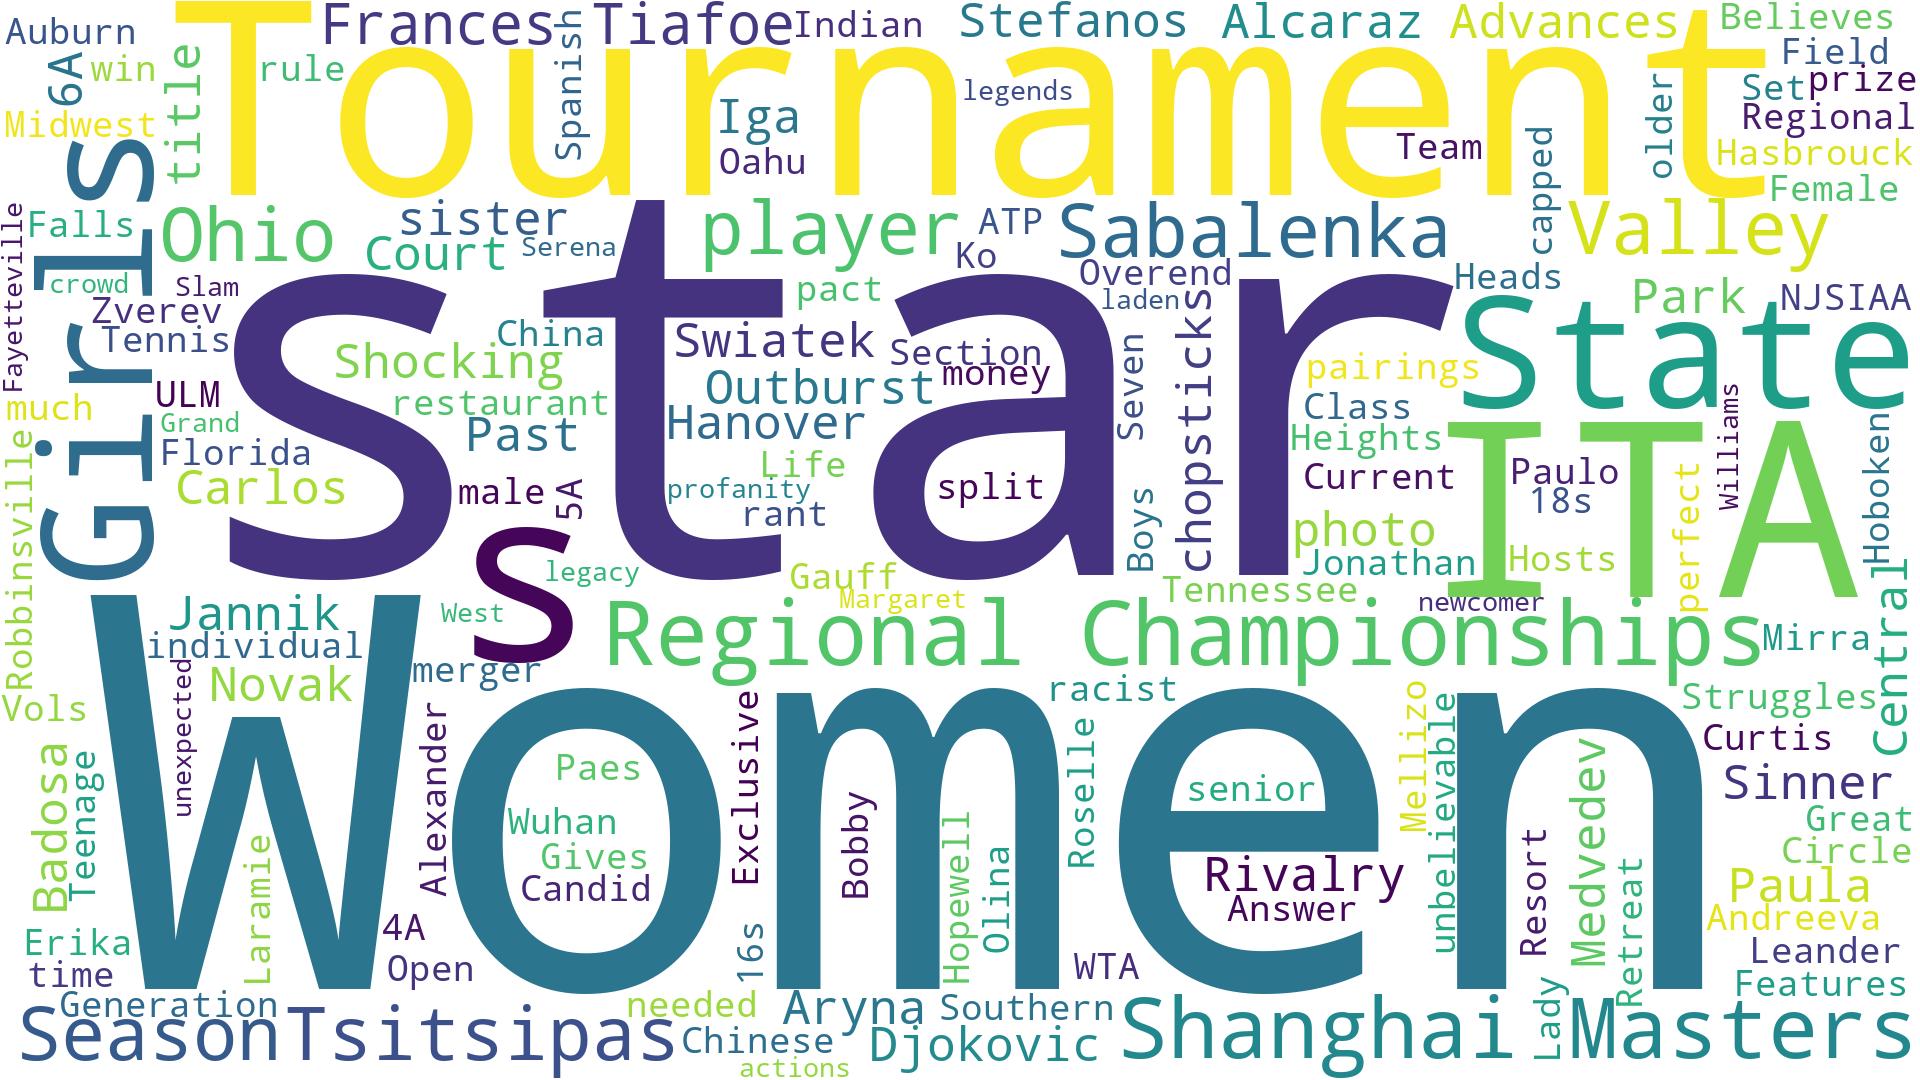 Auburn
Frances Tiafoe
Indian
Stefanos
Alcaraz
Advances
Believes
6A
win
title
rule
Tournament
Spanish
legends
Field
Set
prize
older
Midwest
Iga
Oahu
Team
capped
Regional
Hasbrouck
Female
Girls
Fayetteville
Falls
Ohio
sister
Court
Serena
player
ATP
Ko
Sabalenka
Valley
crowd
Slam
Zverev
Tennis
star
China
pact
Overend
laden
Heads
Park
NJSIAA
State
Shocking
Swiatek
Section
money
chopsticks
Seven
pairings
ULM
much
Grand
restaurant
Outburst
Class
Williams
Robbinsville
Florida
Past
Hanover
Heights
ITA
Hoboken
Carlos
male
5A
Life
profanity
rant
split
Boys
Current
Paulo
18s
perfect
photo
s
legacy
Gauff
Margaret
Jonathan
Hosts
Tennessee
newcomer
Central
Jannik
West
individual
Regional Championships
Mirra
Women
unexpected
Novak
merger
racist
Vols
Struggles
Badosa
Teenage
Alexander
Exclusive
Roselle
Mellizo
unbelievable
Medvedev
Curtis
Sinner
Paes
Wuhan
Gives
Candid
Bobby
Hopewell
Olina
senior
Rivalry
Answer
Resort
Retreat
Great
Circle
Paula
Andreeva
Laramie
4A
Erika
time
Open
16s
WTA
Leander
Features
Generation
Season
Tsitsipas
needed
Chinese
actions
Aryna
Southern
Djokovic
Shanghai Masters
Lady